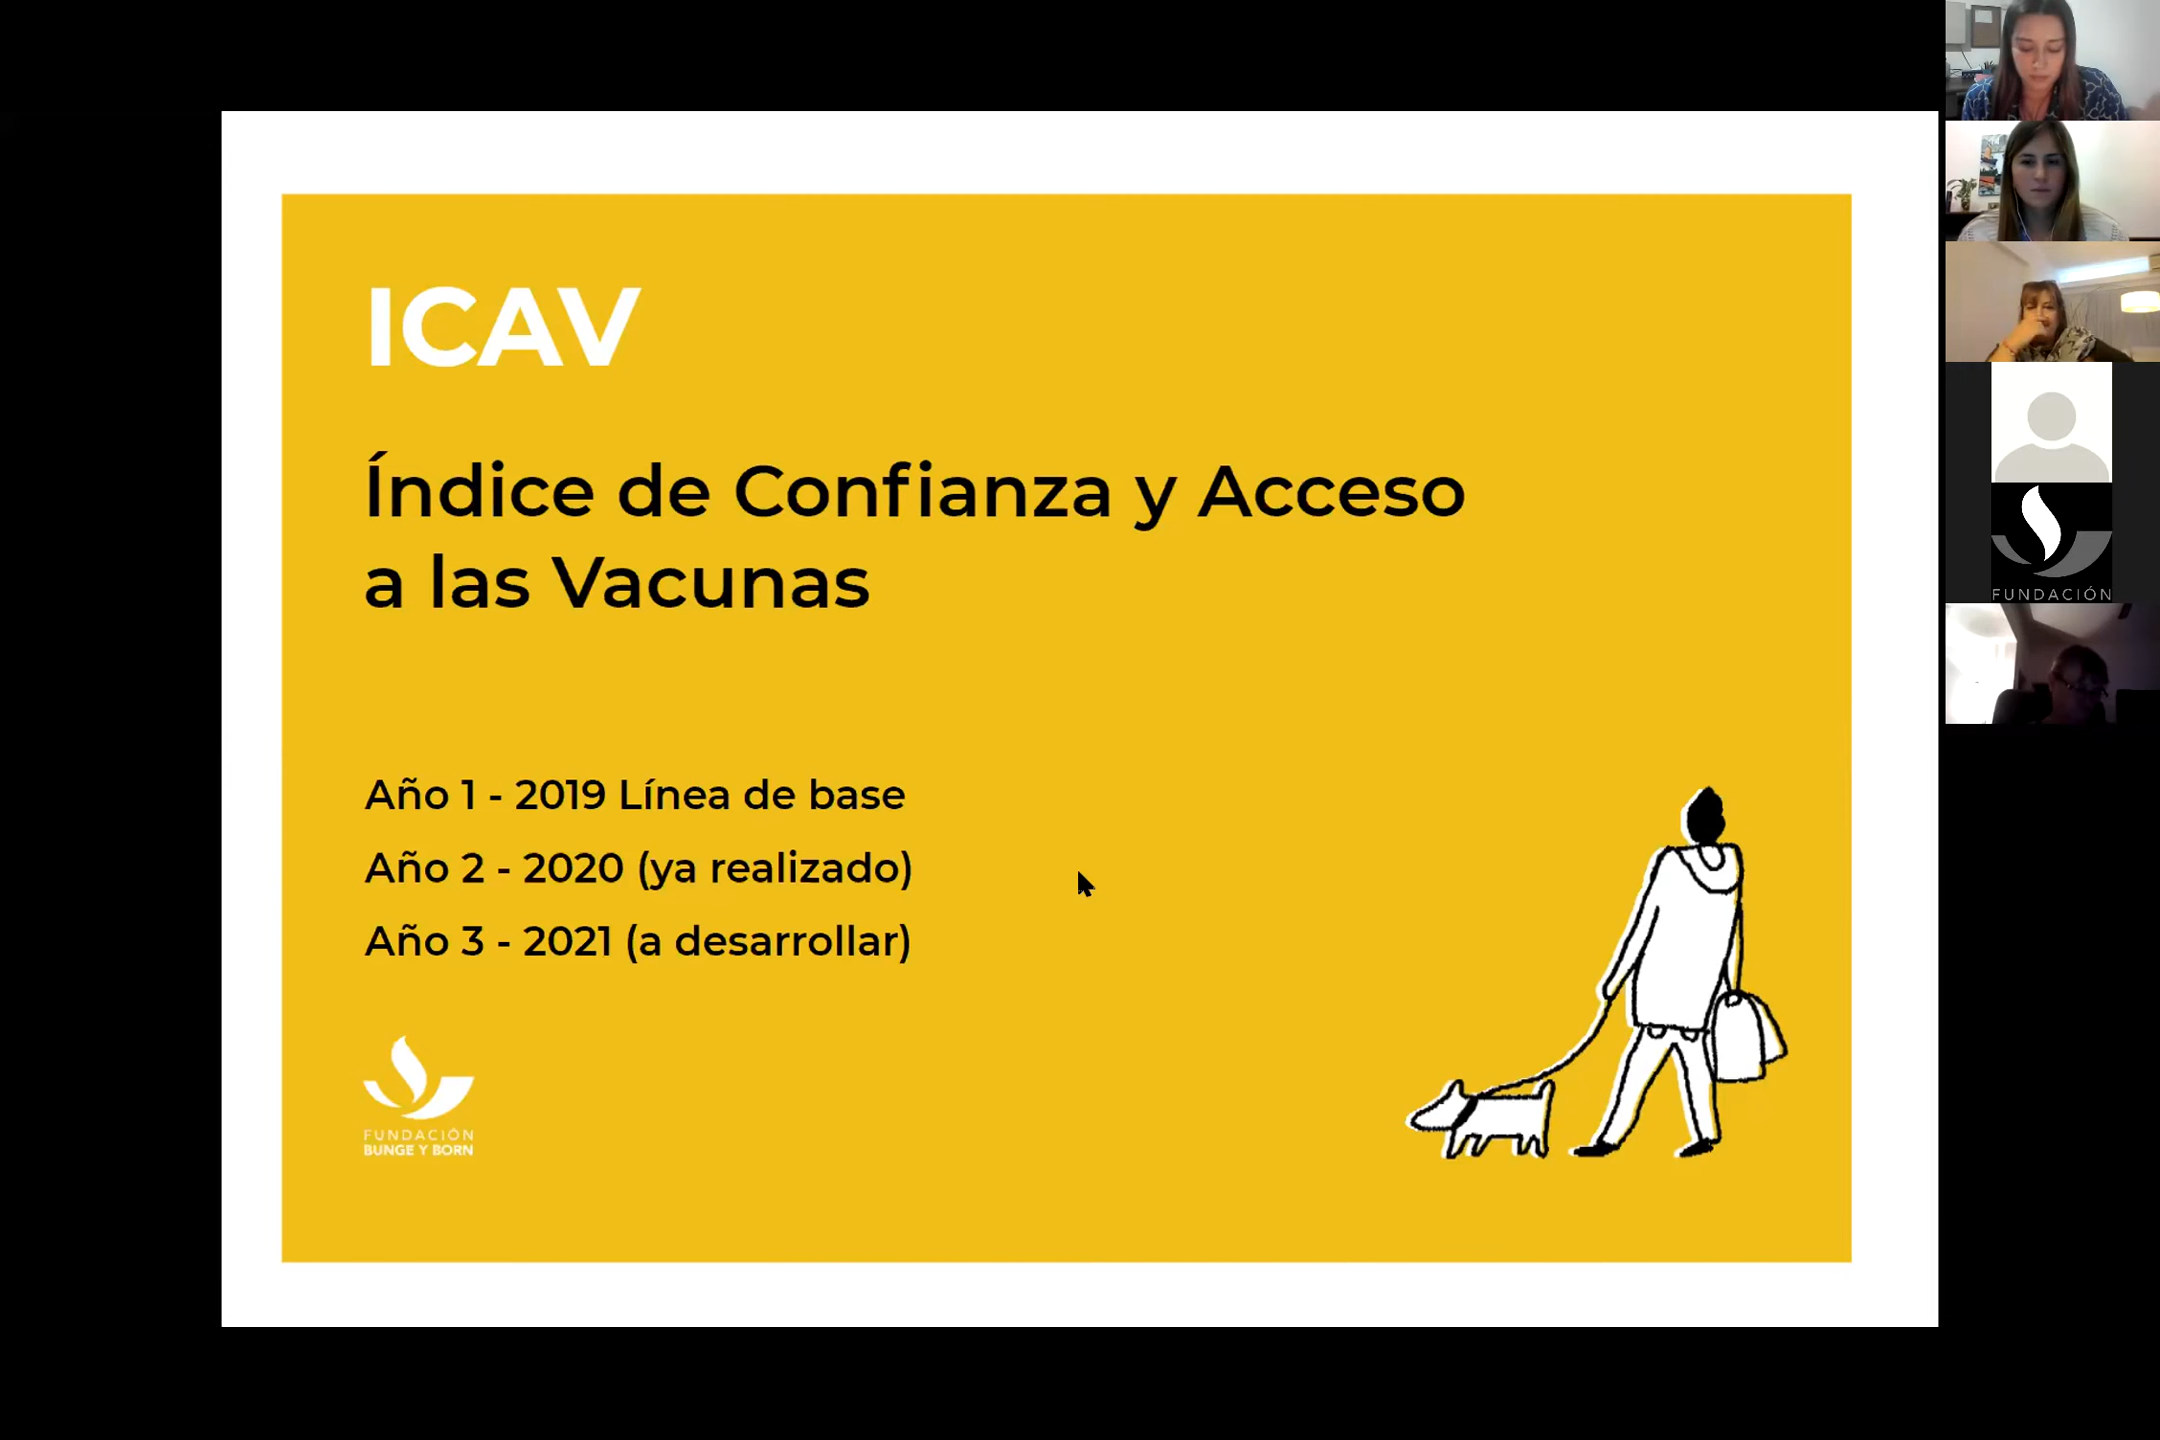 ICAV
Índice de Confianza y Acceso
a las Vacunas
Año 1 - 2019 Línea de base
Año 2 - 2020 (ya realizado)
Año 3 - 2021 (a desarrollar)
FUNDACIÓN
BUNGE Y BORN
FUNDACIÓN